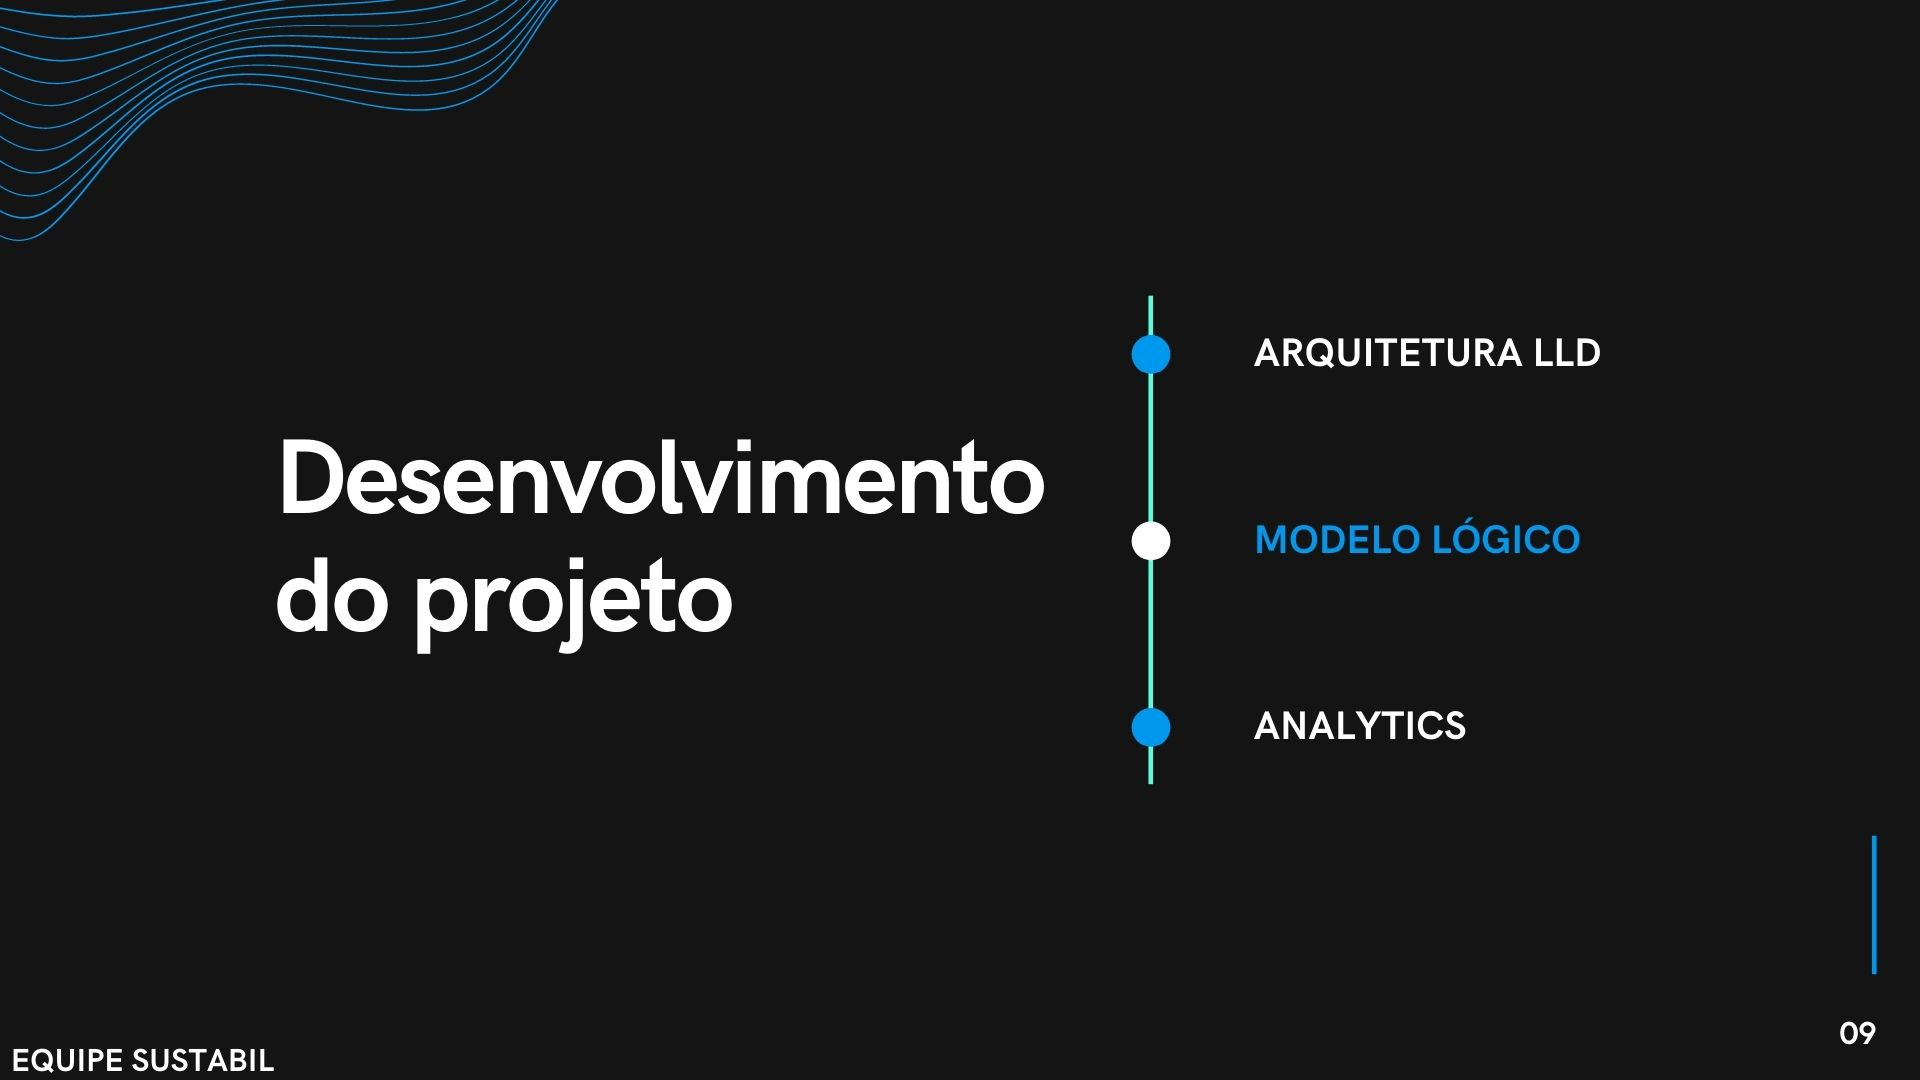 Desenvolvimento
do projeto
ARQUITETURA LLD
MODELO LÓGICO
ANALYTICS
09
EQUIPE SUSTABIL